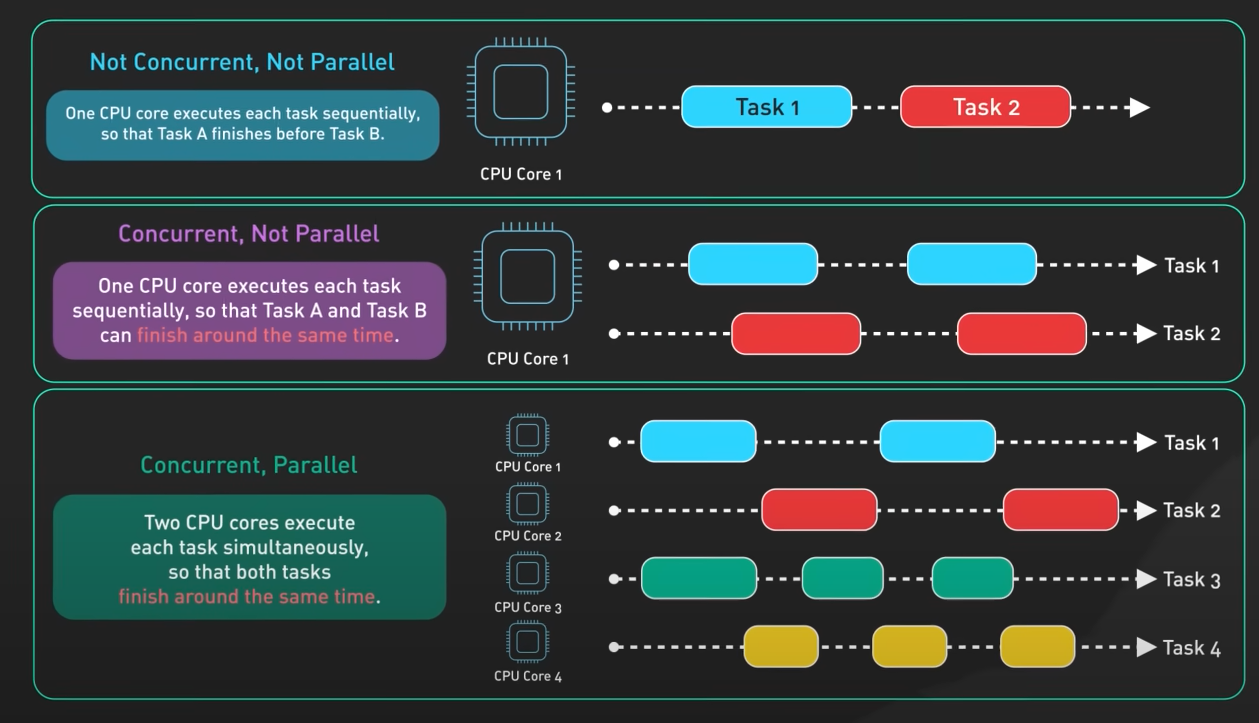 Not Concurrent, Not Parallel
One CPU core executes each task sequentially,
so that Task A finishes before Task B.
CPU Core 1
Task 1
Task 2
Concurrent, Not Parallel
One CPU core executes each task
sequentially, so that Task A and Task B
can finish around the same time.
CPU Core 1
Task 1
Task 2
Concurrent, Parallel
Two CPU cores execute
each task simultaneously,
so that both tasks
finish around the same time.
CPU Core 1
Task 1
CPU Core 2
Task 2
CPU Core 3
Task 3
CPU Core 4
Task 4